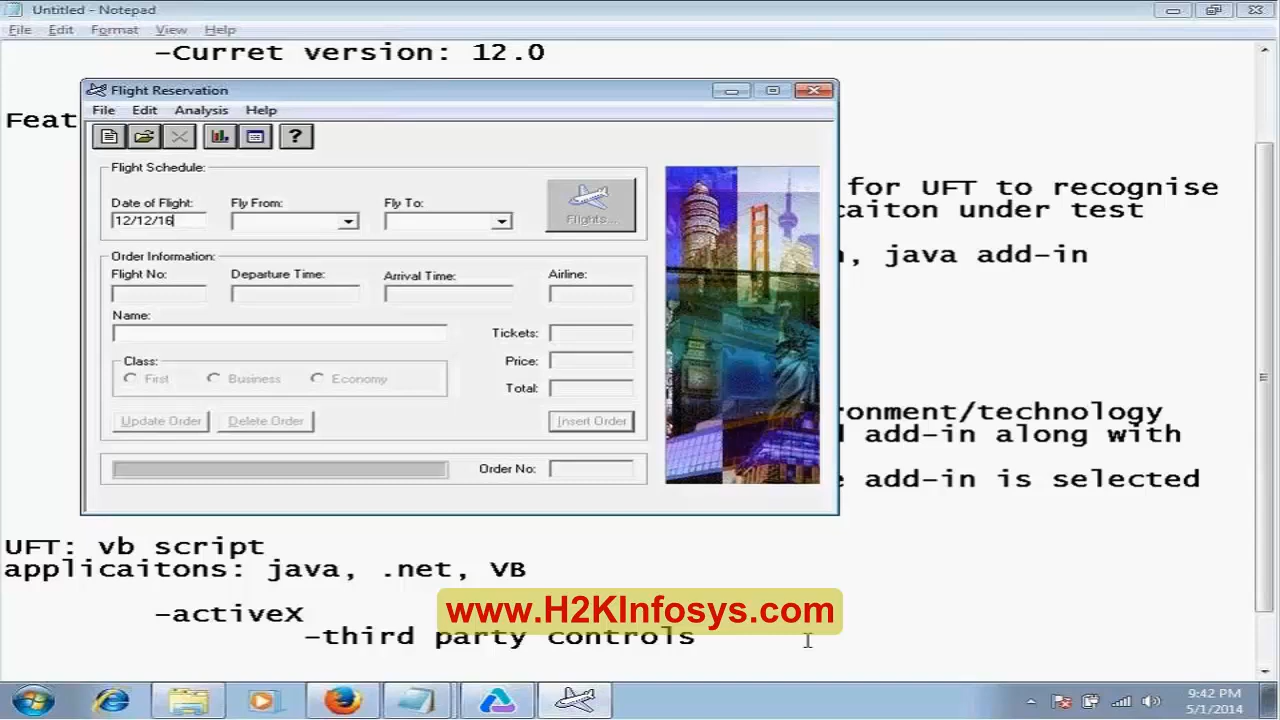 Untitled - Notepad
File Edit Format View Help
-Curret version: 12.0
Feat
for UFT to recognise
caiton under test
, java add-in
onment/technology
add-in along with
add-in is selected
UFT: vb script
applicaitons: java, .net, VB
-activeX
-third party controls
Flight Reservation
File Edit Analysis Help
?
Flight Schedule:
Date of Flight: Fly From: Fly To:
12/12/16
Flights...
Order Information:
Flight No: Departure Time: Arrival Time: Airline:
Name:
Tickets:
Class:
Price:
First Business Economy
Total:
Update Order Delete Order Insert Order
Order No:
www.H2KInfosys.com
9:42 PM
5/1/2014